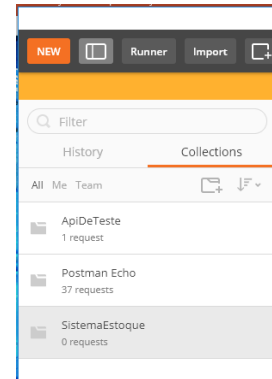 NEW Runner Import
Filter
History Collections
All Me Team
ApiDeTeste
1 request
Postman Echo
37 requests
SistemaEstoque
0 requests